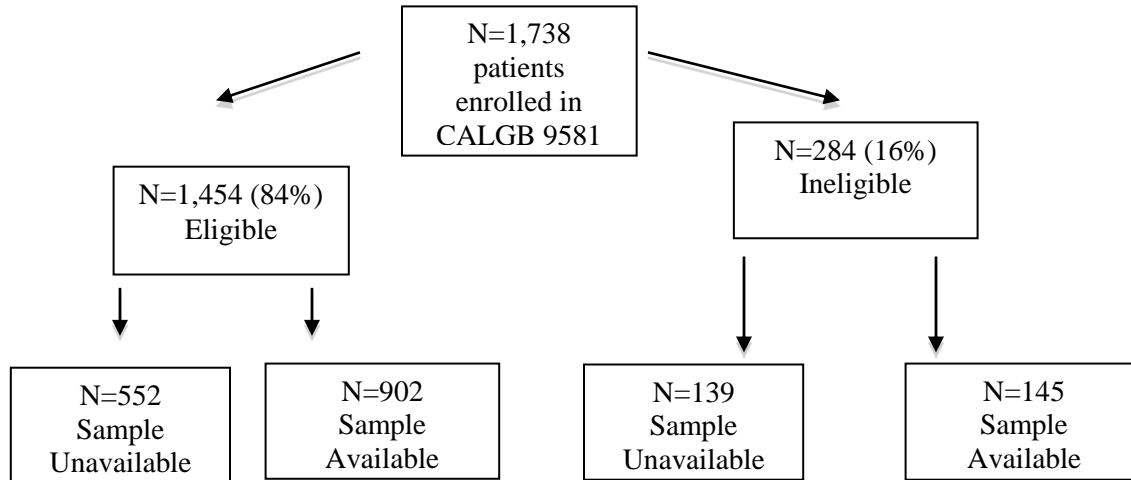 N=1,738
patients
enrolled in
CALGB 9581
N=1,454 (84%)
Eligible
N=284 (16%)
Ineligible
N=552
Sample
Unavailable
N=902
Sample
Available
N=139
Sample
Unavailable
N=145
Sample
Available